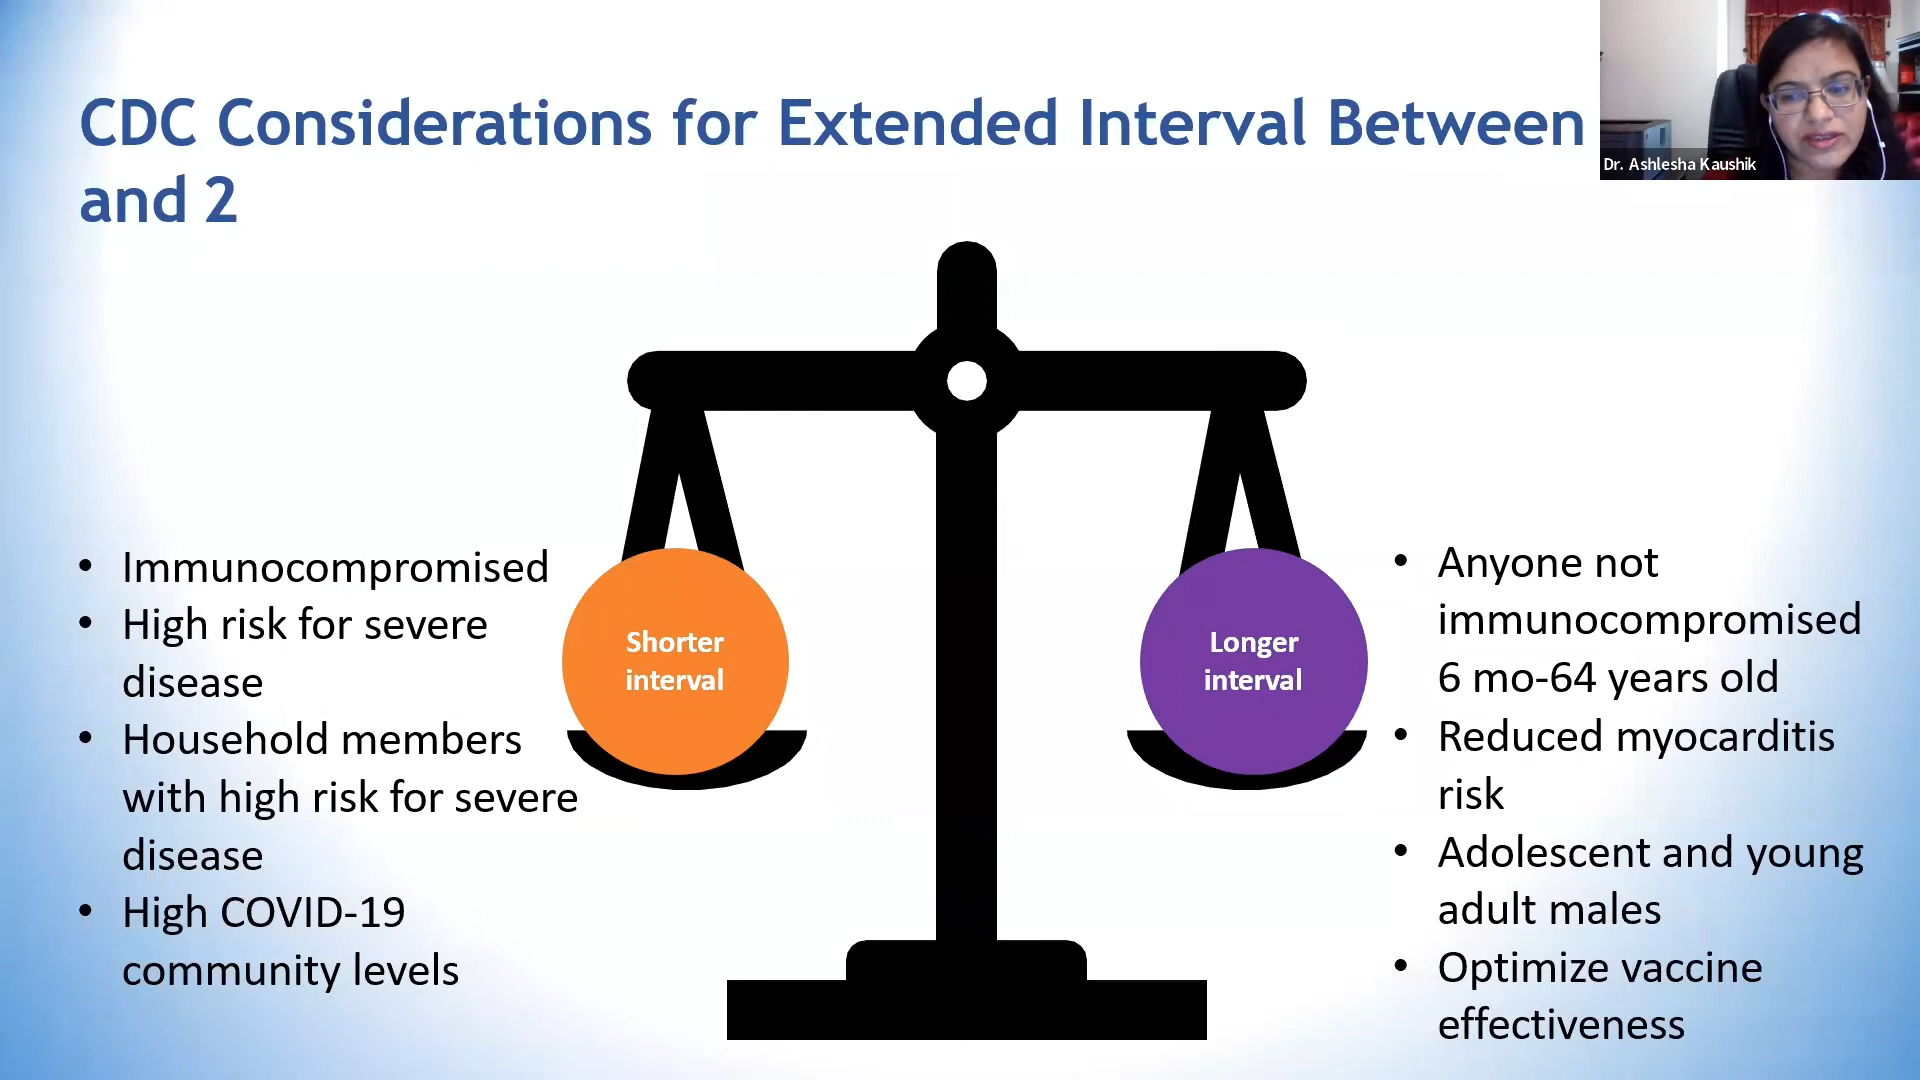 CDC Considerations for Extended Interval Between
and 2
Dr. Ashlesha Kaushik
• Immunocompromised
• High risk for severe
disease
• Household members
with high risk for severe
disease
• High COVID-19
community levels
Shorter
interval
Longer
interval
• Anyone not
immunocompromised
6 mo-64 years old
• Reduced myocarditis
risk
• Adolescent and young
adult males
• Optimize vaccine
effectiveness